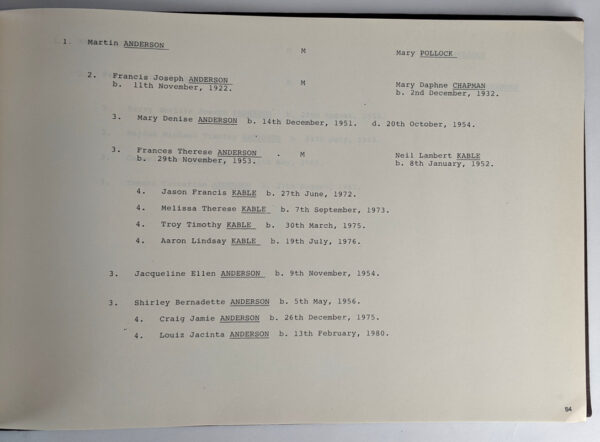 1. Martin ANDERSON M Mary POLLOCK
2. Francis Joseph ANDERSON M Mary Daphne CHAPMAN
b. 11th November, 1922. b. 2nd December, 1932.
3. Mary Denise ANDERSON b. 14th December, 1951. d. 20th October, 1954.
3. Frances Therese ANDERSON . M Neil Lambert KABLE
b. 29th November, 1953. b. 8th January, 1952.
4. Jason Francis KABLE b. 27th June, 1972.
4. Melissa Therese KABLE b. 7th September, 1973.
4. Troy Timothy KABLE b. 30th March, 1975.
4. Aaron Lindsay KABLE b. 19th July, 1976.
3. Jacqueline Ellen ANDERSON b. 9th November, 1954.
3. Shirley Bernadette ANDERSON b. 5th May, 1956.
4. Craig Jamie ANDERSON b. 26th December, 1975.
4. Louiz Jacinta ANDERSON b. 13th February, 1980.
94